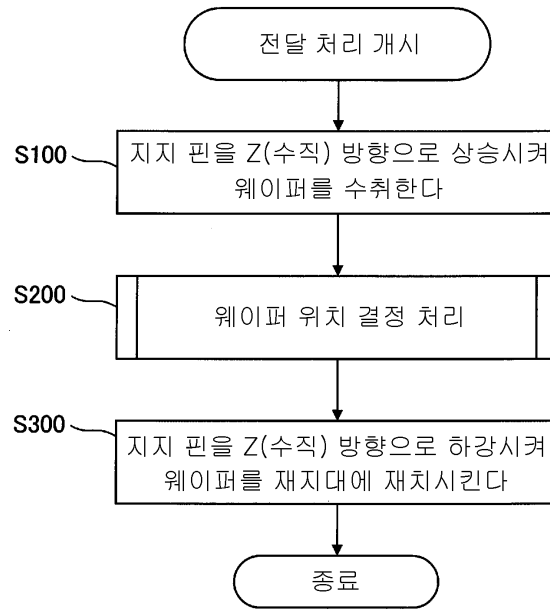 전달 처리 개시
S100
지지 핀을 Z(수직) 방향으로 상승시켜
웨이퍼를 수취한다
S200
웨이퍼 위치 결정 처리
S300
지지 핀을 Z(수직) 방향으로 하강시켜
웨이퍼를 재지대에 재치시킨다
종료